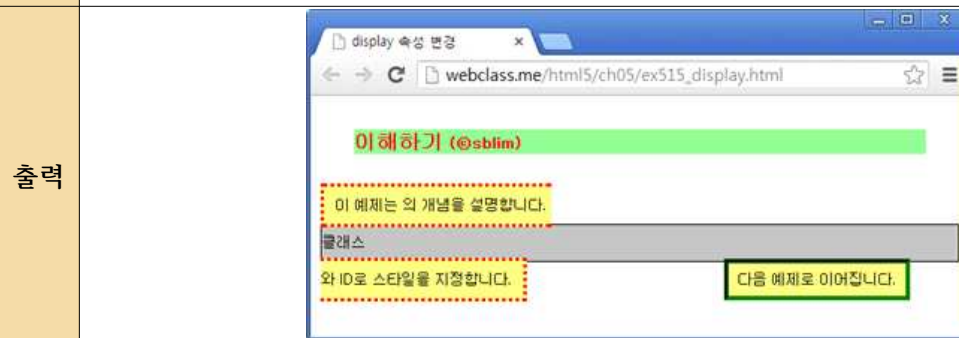 출력
display 속성 변경
webclass.me/html5/ch05/ex515_display.html
이해하기 (©sblim)
이 예제는 의 개념을 설명합니다.
클래스
와 ID로 스타일을 지정합니다.
다음 예제로 이어집니다.